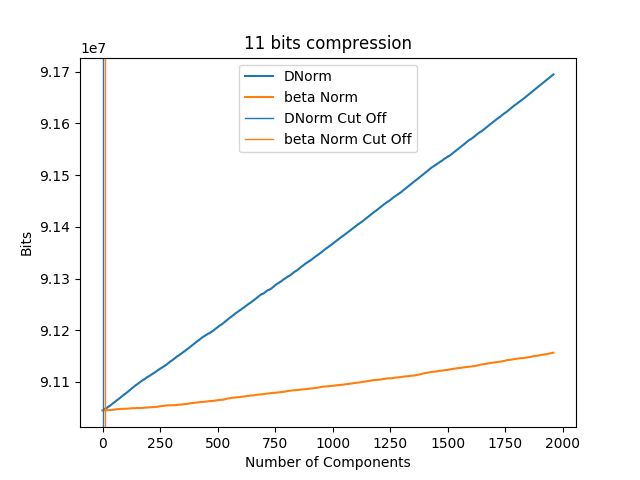 11 bits compression
1e7
DNorm
beta Norm
DNorm Cut Off
beta Norm Cut Off
9.17
9.16
9.15
9.14
9.13
9.12
9.11
Bits
0 250 500 750 1000 1250 1500 1750 2000
Number of Components